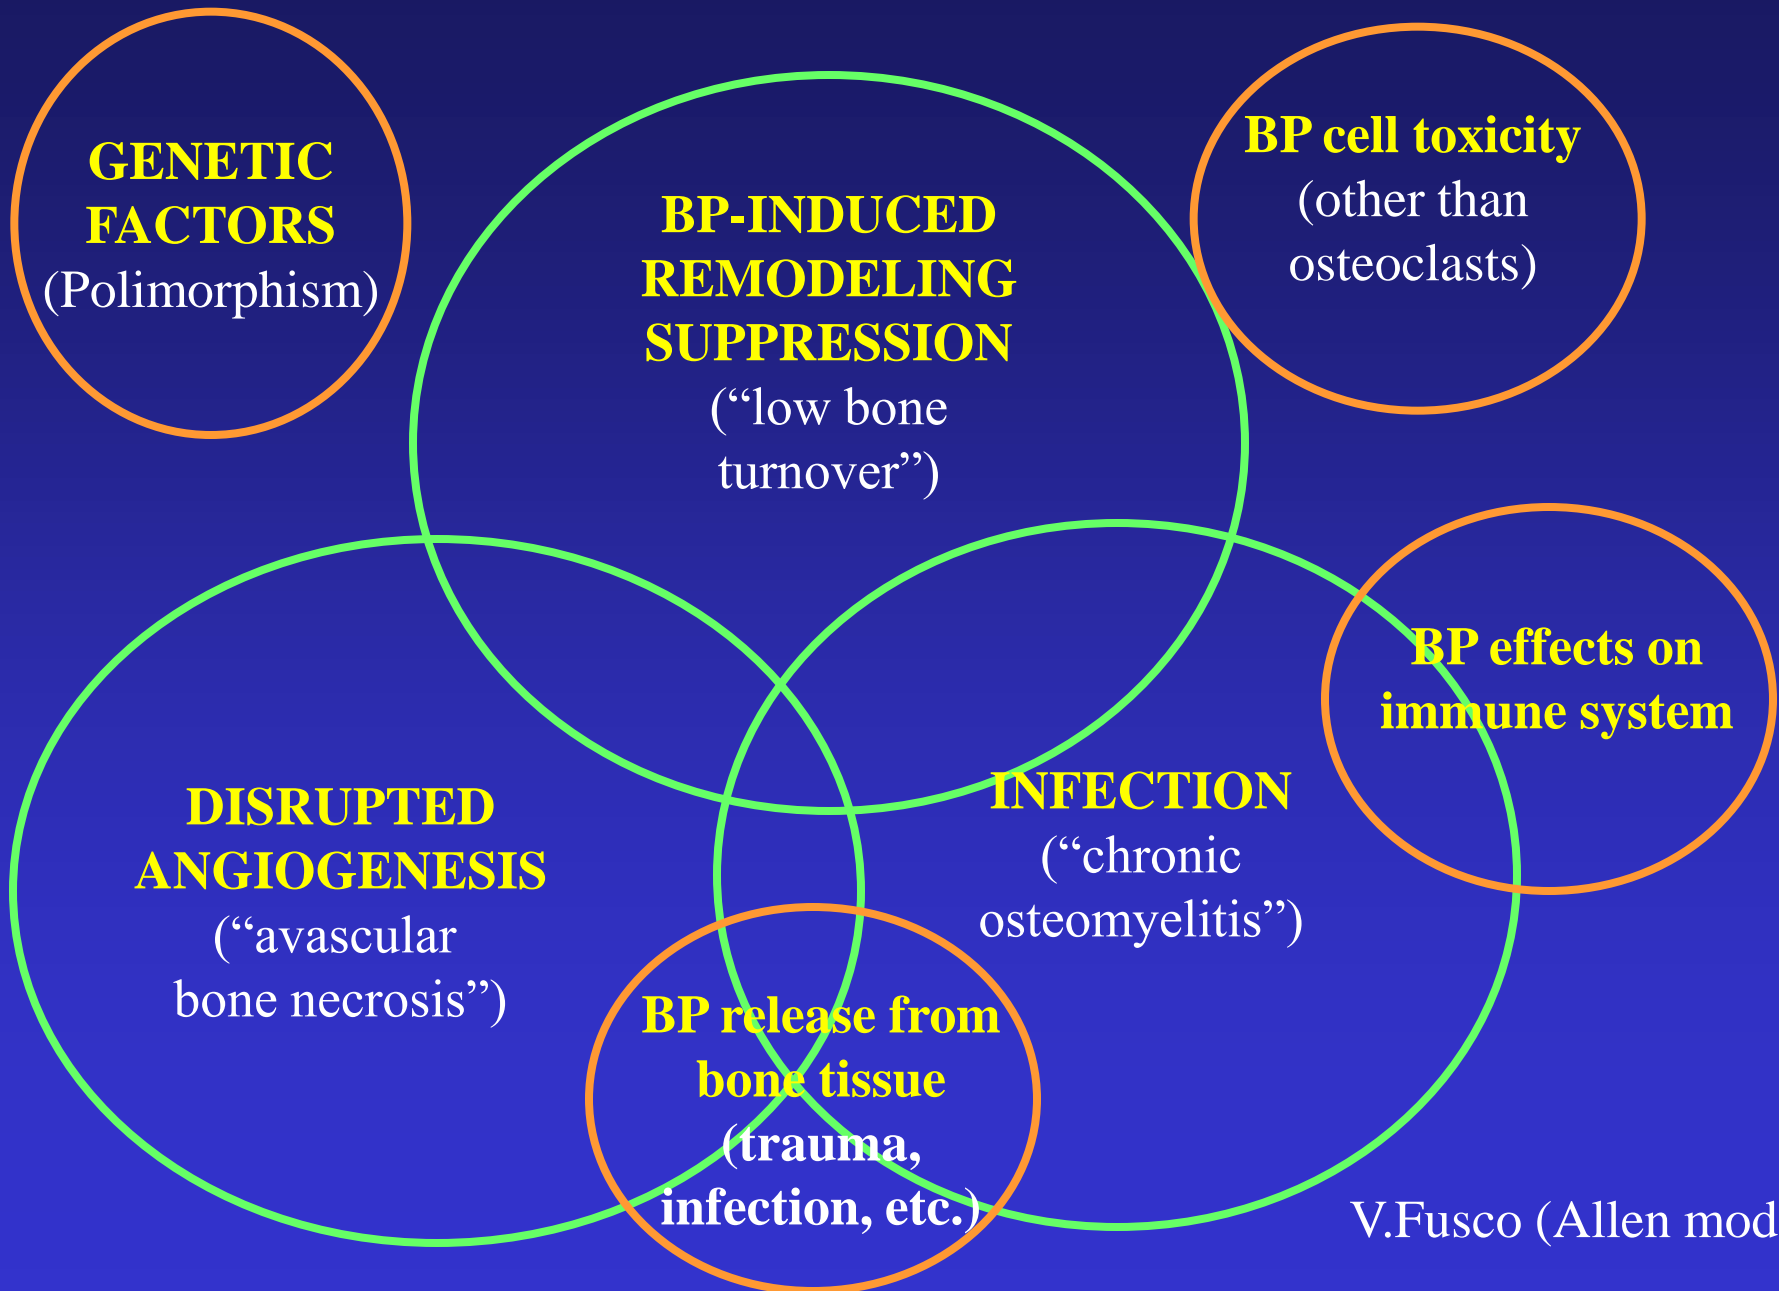 GENETIC
FACTORS
(Polimorphism)
BP-INDUCED
REMODELING
SUPPRESSION
(“low bone
turnover”)
BP cell toxicity
(other than
osteoclasts)
BP effects on
immune system
DISRUPTED
ANGIOGENESIS
(“avascular
bone necrosis”)
INFECTION
(“chronic
osteomyelitis”)
BP release from
bone tissue
(trauma,
infection, etc.)
V.Fusco (Allen mod